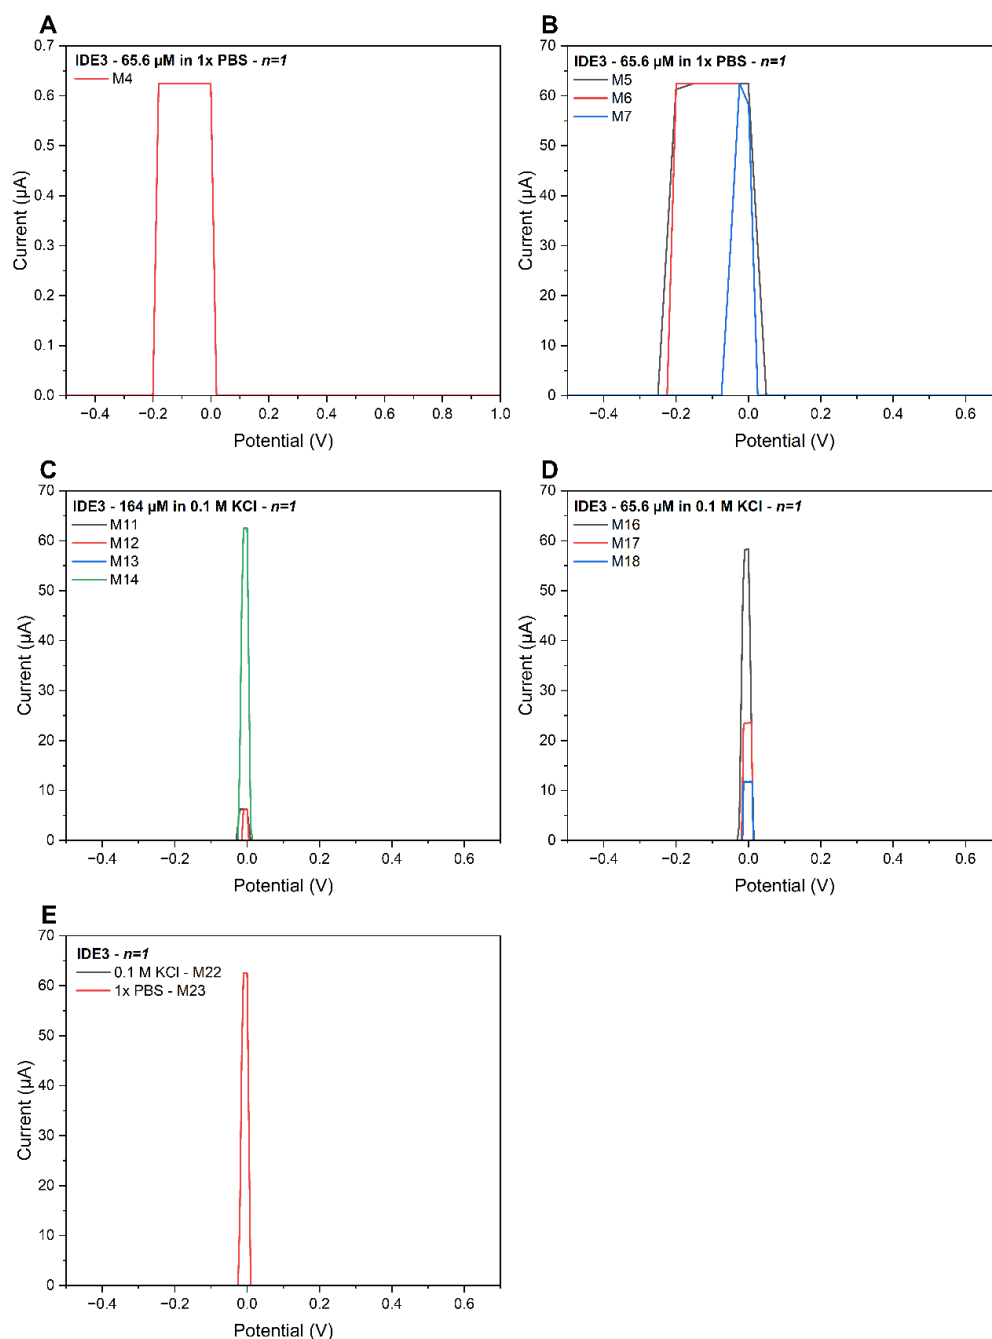 A
IDE3 - 65.6 µM in 1x PBS - n=1
M4
0.7
0.6
0.5
0.4
0.3
0.2
0.1
0.0
Current (µA)
−0.4 −0.2 0.0 0.2 0.4 0.6 0.8 1.0
Potential (V)
B
IDE3 - 65.6 µM in 1x PBS - n=1
M5
M6
M7
70
60
50
40
30
20
10
0
Current (µA)
−0.4 −0.2 0.0 0.2 0.4 0.6
Potential (V)
C
IDE3 - 164 µM in 0.1 M KCl - n=1
M11
M12
M13
M14
70
60
50
40
30
20
10
0
Current (µA)
−0.4 −0.2 0.0 0.2 0.4 0.6
Potential (V)
D
IDE3 - 65.6 µM in 0.1 M KCl - n=1
M16
M17
M18
70
60
50
40
30
20
10
0
Current (µA)
−0.4 −0.2 0.0 0.2 0.4 0.6
Potential (V)
E
IDE3 - n=1
0.1 M KCl - M22
1x PBS - M23
70
60
50
40
30
20
10
0
Current (µA)
−0.4 −0.2 0.0 0.2 0.4 0.6
Potential (V)